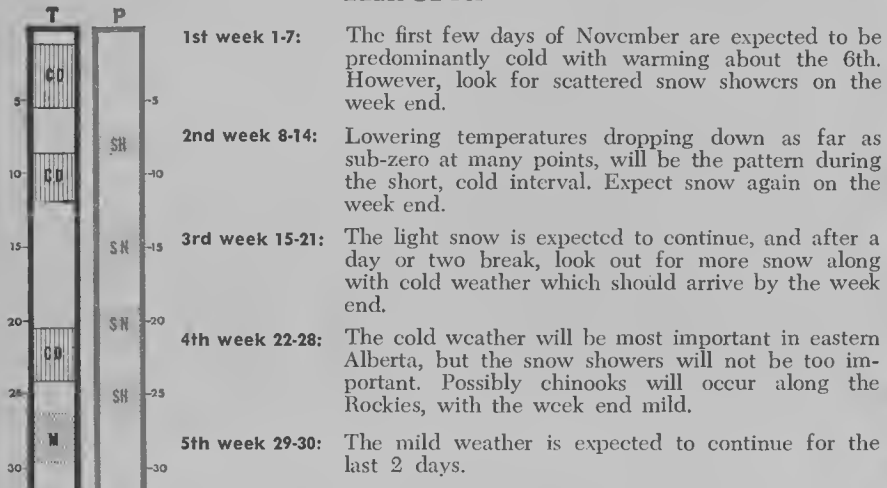 T P
1st week 1-7: The first few days of November are expected to be
predominantly cold with warming about the 6th.
However, look for scattered snow showers on the
week end.
2nd week 8-14: Lowering temperatures dropping down as far as
sub-zero at many points, will be the pattern during
the short, cold interval. Expect snow again on the
week end.
3rd week 15-21: The light snow is expected to continue, and after a
day or two break, look out for more snow along
with cold weather which should arrive by the week
end.
4th week 22-28: The cold weather will be most important in eastern
Alberta, but the snow showers will not be too im-
portant. Possibly chinooks will occur along the
Rockies, with the week end mild.
5th week 29-30: The mild weather is expected to continue for the
last 2 days.
CD
5- -5
SH
10- CD -10
15- SN -15
20- SN -20
CD
25- SH -25
M
30- -30